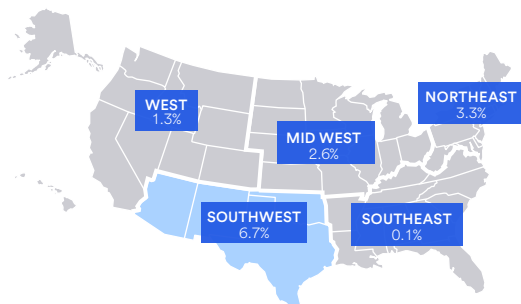 NORTHEAST
3.3%
WEST
1.3%
MID WEST
2.6%
SOUTHWEST
6.7%
SOUTHEAST
0.1%